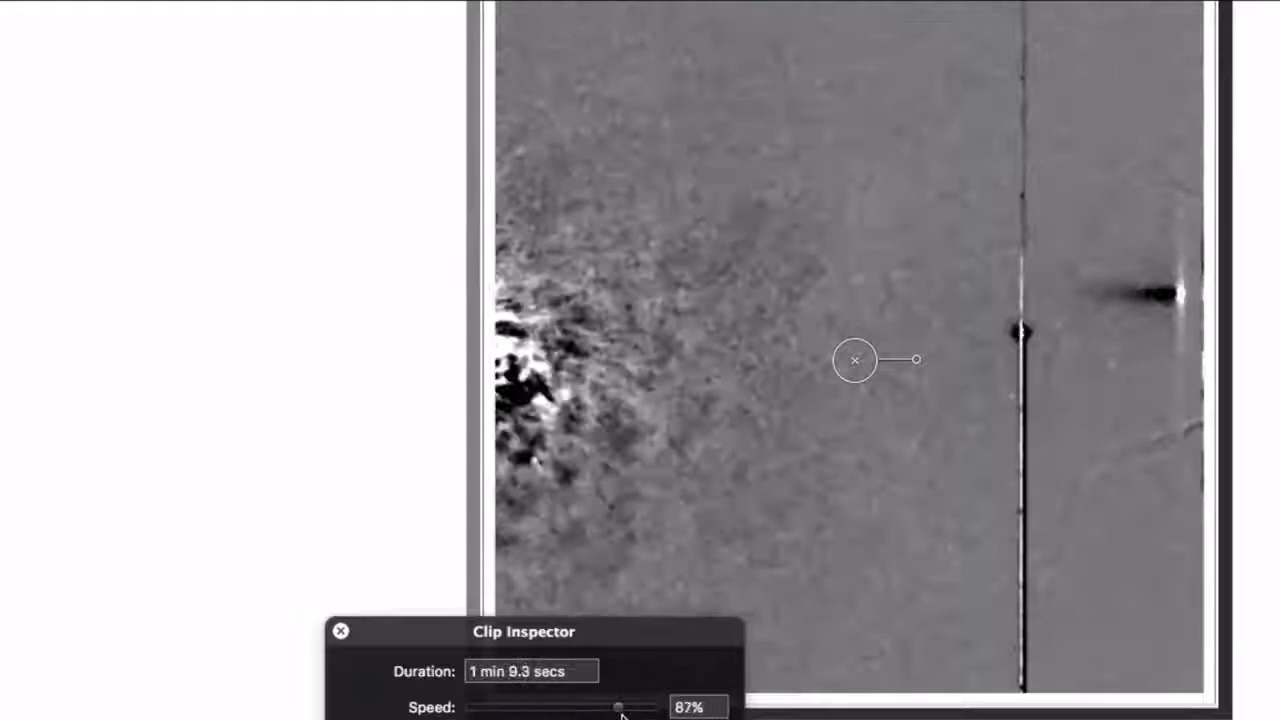 Clip Inspector
Duration: 1 min 9.3 secs
Speed: 87%